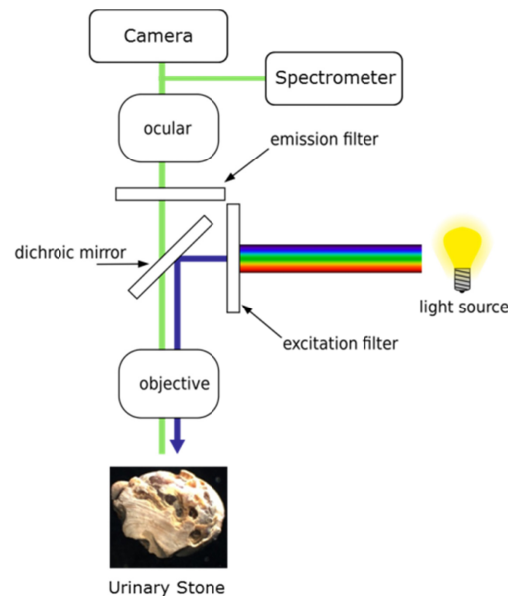 Camera
Spectrometer
ocular
emission filter
dichroic mirror
light source
excitation filter
objective
Urinary Stone